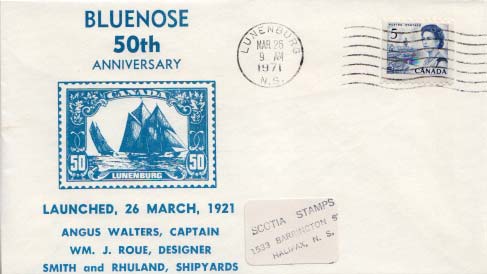 BLUENOSE
50th
ANNIVERSARY
CANADA
50 50
LUNENBURG
LAUNCHED, 26 MARCH, 1921
ANGUS WALTERS, CAPTAIN
WM. J. ROUE, DESIGNER
SMITH and RHULAND, SHIPYARDS
LUNENBURG
MAR 26
9 AM
1971
N.S.
5
CANADA
SCOTIA STAMPS
1533 BARRINGTON
HALIFAX, N. S.